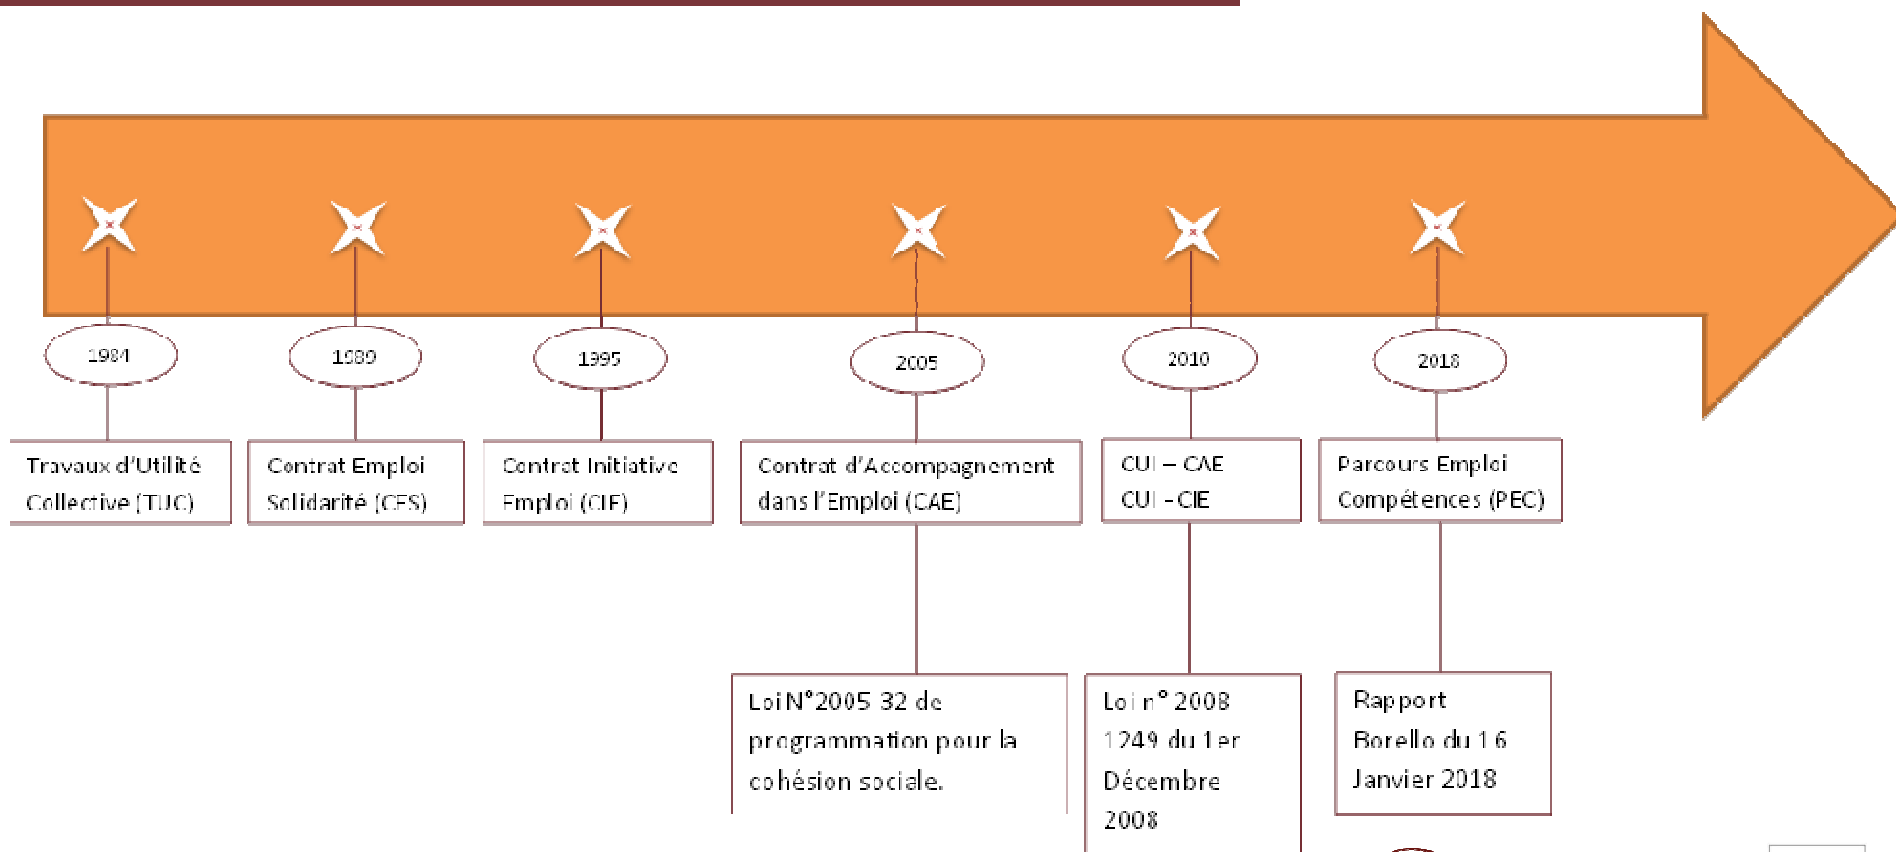 1984
1989
1995
2005
2010
2018
Travaux d'Utilité
Collective (TUC)
Contrat Emploi
Solidarité (CES)
Contrat Initiative
Emploi (CIE)
Contrat d'Accompagnement
dans l'Emploi (CAE)
CUI – CAE
CUI - CIE
Parcours Emploi
Compétences (PEC)
Loi N°2005 32 de
programmation pour la
cohésion sociale.
Loi n° 2008
1249 du 1er
Décembre
2008
Rapport
Borello du 16
Janvier 2018